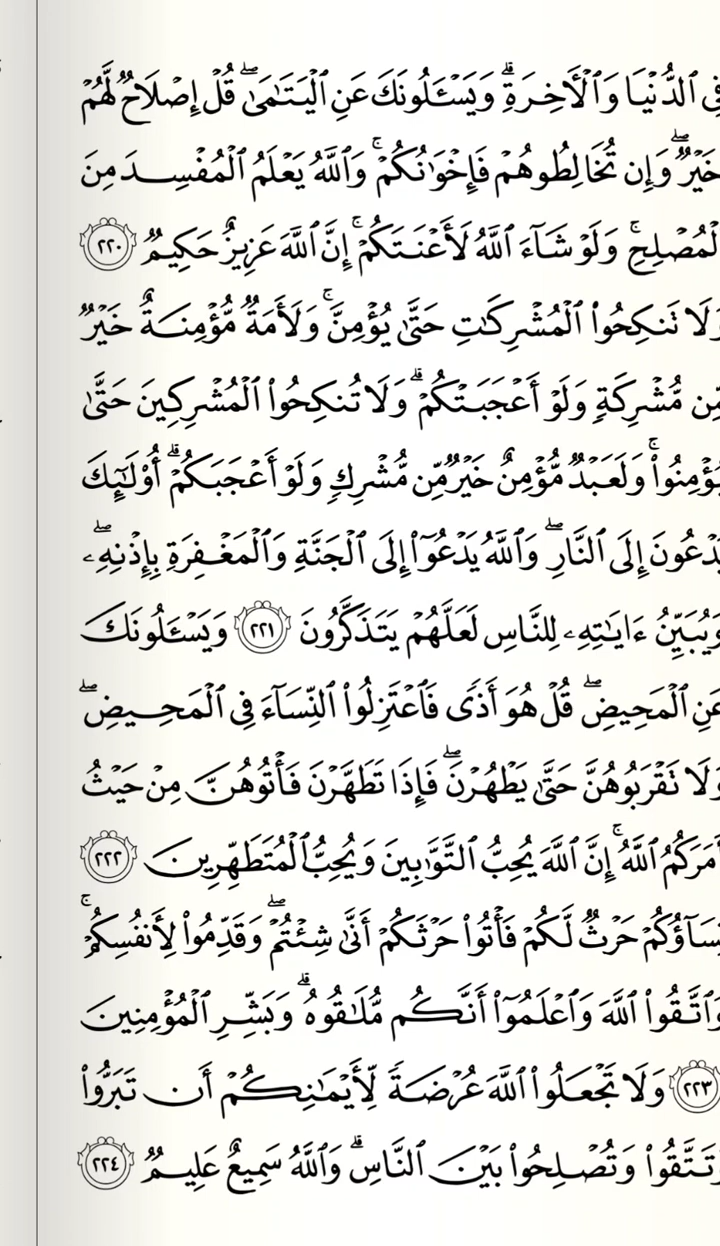 فِى ٱلدُّنْيَا وَٱلْـَٔاخِرَةِ ۗ وَيَسْـَٔلُونَكَ عَنِ ٱلْيَتَـٰمَىٰ ۖ قُلْ إِصْلَاحٌ لَّهُمْ
خَيْرٌ ۖ وَإِن تُخَالِطُوهُمْ فَإِخْوَٰنُكُمْ ۚ وَٱللَّهُ يَعْلَمُ ٱلْمُفْسِدَ مِنَ
ٱلْمُصْلِحِ ۚ وَلَوْ شَآءَ ٱللَّهُ لَأَعْنَتَكُمْ ۚ إِنَّ ٱللَّهَ عَزِيزٌ حَكِيمٌ ٢٢٠
وَلَا تَنكِحُوا۟ ٱلْمُشْرِكَـٰتِ حَتَّىٰ يُؤْمِنَّ ۚ وَلَأَمَةٌ مُّؤْمِنَةٌ خَيْرٌ
مِّن مُّشْرِكَةٍ وَلَوْ أَعْجَبَتْكُمْ ۗ وَلَا تُنكِحُوا۟ ٱلْمُشْرِكِينَ حَتَّىٰ
يُؤْمِنُوا۟ ۚ وَلَعَبْدٌ مُّؤْمِنٌ خَيْرٌ مِّن مُّشْرِكٍ وَلَوْ أَعْجَبَكُمْ ۗ أُو۟لَـٰٓئِكَ
يَدْعُونَ إِلَى ٱلنَّارِ ۖ وَٱللَّهُ يَدْعُوٓا۟ إِلَى ٱلْجَنَّةِ وَٱلْمَغْفِرَةِ بِإِذْنِهِۦ ۖ
وَيُبَيِّنُ ءَايَـٰتِهِۦ لِلنَّاسِ لَعَلَّهُمْ يَتَذَكَّرُونَ ٢٢١ وَيَسْـَٔلُونَكَ
عَنِ ٱلْمَحِيضِ ۖ قُلْ هُوَ أَذًى فَٱعْتَزِلُوا۟ ٱلنِّسَآءَ فِى ٱلْمَحِيضِ ۖ
وَلَا تَقْرَبُوهُنَّ حَتَّىٰ يَطْهُرْنَ ۖ فَإِذَا تَطَهَّرْنَ فَأْتُوهُنَّ مِنْ حَيْثُ
أَمَرَكُمُ ٱللَّهُ ۚ إِنَّ ٱللَّهَ يُحِبُّ ٱلتَّوَّٰبِينَ وَيُحِبُّ ٱلْمُتَطَهِّرِينَ ٢٢٢
نِسَآؤُكُمْ حَرْثٌ لَّكُمْ فَأْتُوا۟ حَرْثَكُمْ أَنَّىٰ شِئْتُمْ ۖ وَقَدِّمُوا۟ لِأَنفُسِكُمْ ۚ
وَٱتَّقُوا۟ ٱللَّهَ وَٱعْلَمُوٓا۟ أَنَّكُم مُّلَـٰقُوهُ ۗ وَبَشِّرِ ٱلْمُؤْمِنِينَ
٢٢٣ وَلَا تَجْعَلُوا۟ ٱللَّهَ عُرْضَةً لِّأَيْمَـٰنِكُمْ أَن تَبَرُّوا۟
وَتَتَّقُوا۟ وَتُصْلِحُوا۟ بَيْنَ ٱلنَّاسِ ۗ وَٱللَّهُ سَمِيعٌ عَلِيمٌ ٢٢٤